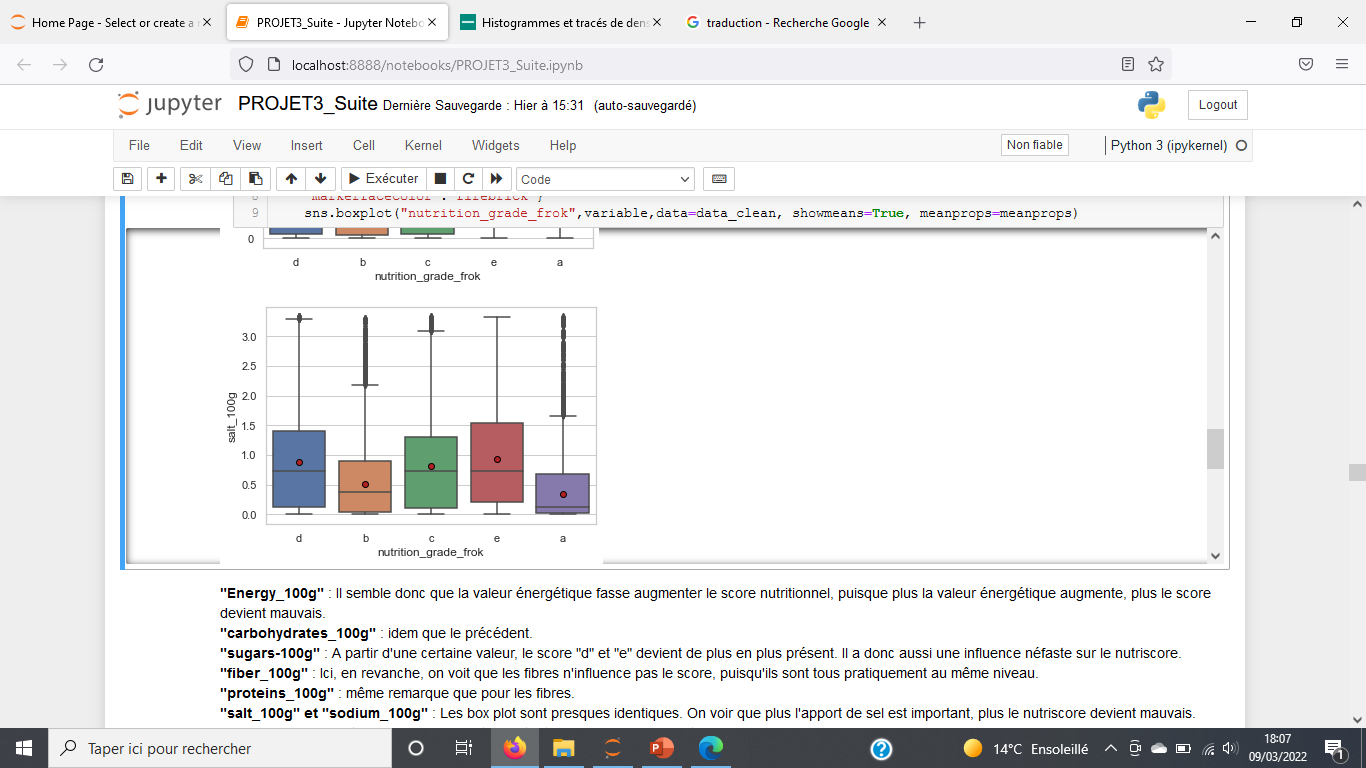 Home Page - Select or create a
PROJET3_Suite - Jupyter Notebo
Histogrammes et tracés de dens
traduction - Recherche Google
localhost:8888/notebooks/PROJET3_Suite.ipynb
jupyter PROJET3_Suite Dernière Sauvegarde : Hier à 15:31 (auto-sauvegardé)
Logout
File Edit View Insert Cell Kernel Widgets Help
Non fiable
Python 3 (ipykernel)
Exécuter
Code
8 "markerfacecolor":"firebrick"}
9 sns.boxplot("nutrition_grade_frok",variable,data=data_clean, showmeans=True, meanprops=meanprops)
0
d b c e a
nutrition_grade_frok
3.0
2.5
2.0
1.5
1.0
0.5
0.0
salt_100g
d b c e a
nutrition_grade_frok
"Energy_100g" : Il semble donc que la valeur énergétique fasse augmenter le score nutritionnel, puisque plus la valeur énergétique augmente, plus le score
devient mauvais.
"carbohydrates_100g" : idem que le précédent.
"sugars-100g" : A partir d'une certaine valeur, le score "d" et "e" devient de plus en plus présent. Il a donc aussi une influence néfaste sur le nutriscore.
"fiber_100g" : Ici, en revanche, on voit que les fibres n'influence pas le score, puisqu'ils sont tous pratiquement au même niveau.
"proteins_100g" : même remarque que pour les fibres.
"salt_100g" et "sodium_100g" : Les box plot sont presques identiques. On voir que plus l'apport de sel est important, plus le nutriscore devient mauvais.
Taper ici pour rechercher
14°C Ensoleillé
18:07
09/03/2022
1